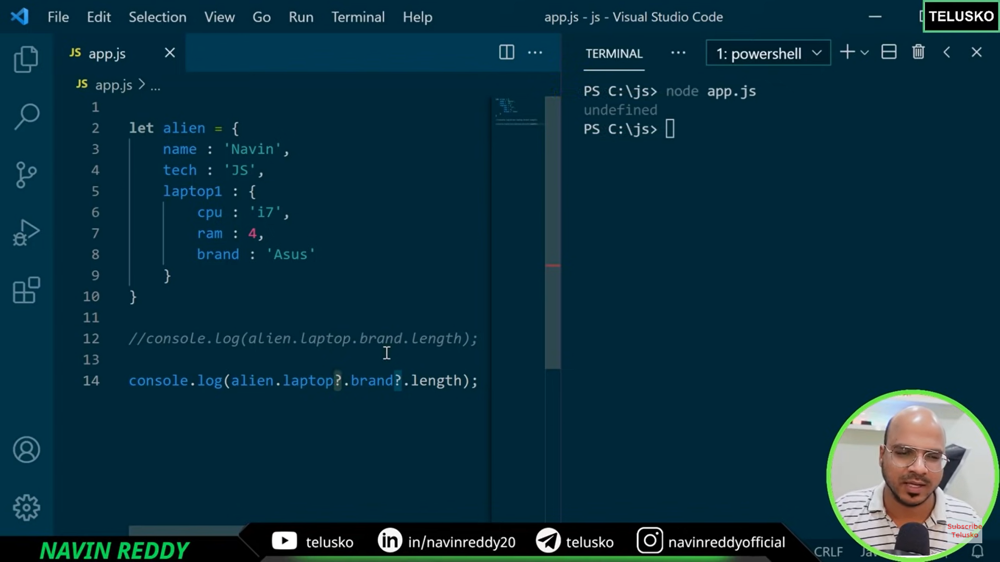 File Edit Selection View Go Run Terminal Help app.js - js - Visual Studio Code TELUSKO
JS app.js
JS app.js > ...
1
2 let alien = {
3 name : 'Navin',
4 tech : 'JS',
5 laptop1 : {
6 cpu : 'i7',
7 ram : 4,
8 brand : 'Asus'
9 }
10 }
11
12 //console.log(alien.laptop.brand.length);
13
14 console.log(alien.laptop?.brand?.length);
TERMINAL ... 1: powershell
PS C:\js> node app.js
undefined
PS C:\js>
Subscribe
Telusko
NAVIN REDDY telusko in/navinreddy20 telusko navinreddyofficial
CRLF